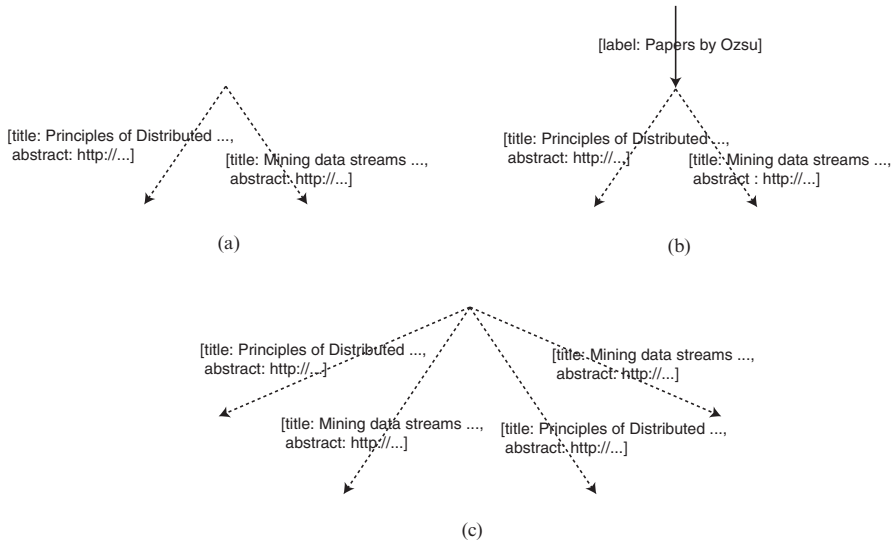 [title: Principles of Distributed ...,
abstract: http://...]
[title: Mining data streams ...,
abstract: http://...]
(a)
[label: Papers by Ozsu]
[title: Principles of Distributed ...,
abstract: http://...]
[title: Mining data streams ...,
abstract : http://...]
(b)
[title: Principles of Distributed ...,
abstract: http://...]
[title: Mining data streams ...,
abstract: http://...]
[title: Principles of Distributed ...,
abstract: http://...]
[title: Mining data streams ...,
abstract: http://...]
(c)